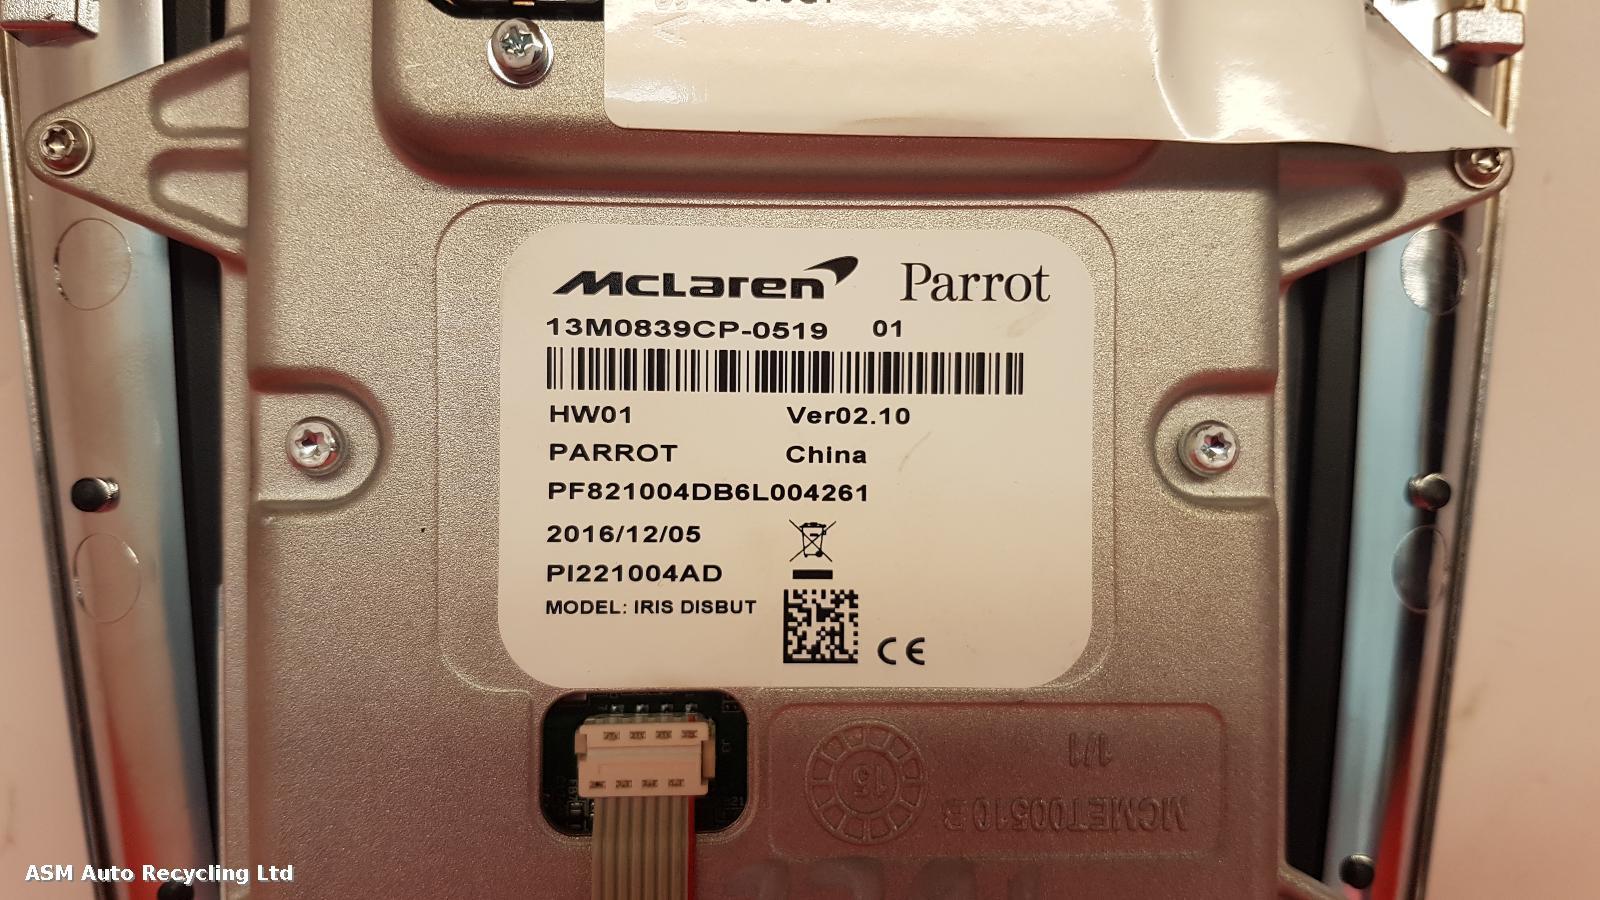 McLaren Parrot
13M0839CP-0519 01
HW01 Ver02.10
PARROT China
PF821004DB6L004261
2016/12/05
PI221004AD
MODEL: IRIS DISBUT
CE
1/1
15
MCMET00510
ASM Auto Recycling Ltd